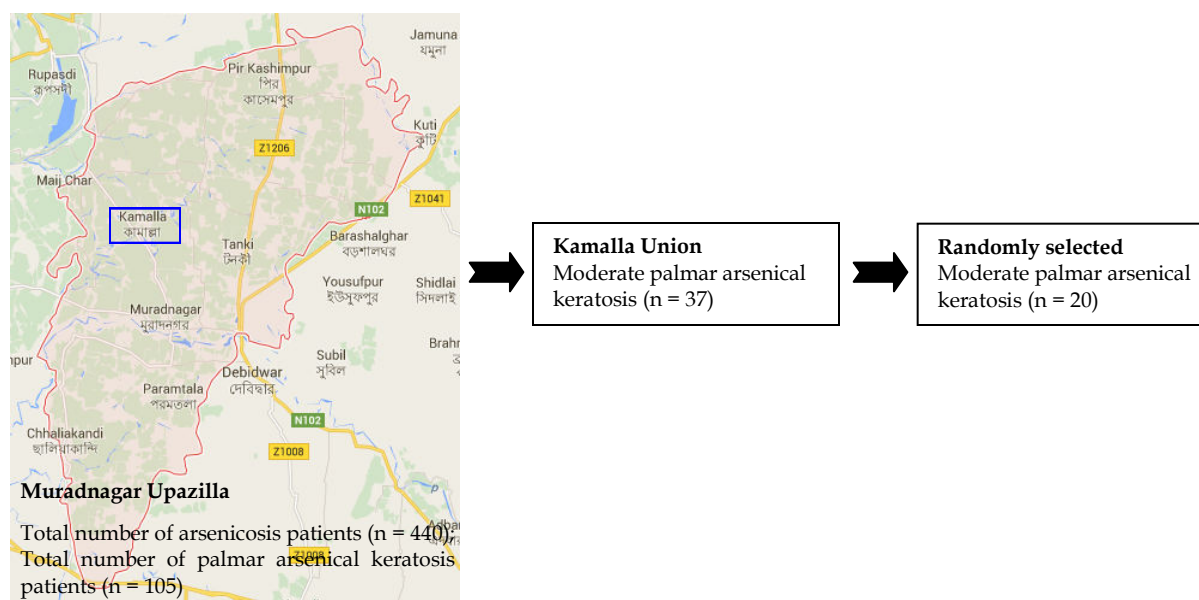 Jamuna
যমুনা
Rupasdi
রূপসদী
Pir Kashimpur
পির
কাসেমপুর
Kuti
কুটি
Z1206
Maij Char
Z1041
N102
Kamalla
কামাল্লা
Tanki
টনকী
Barashalghar
বড়শালঘর
Yousufpur
ইউসুফপুর
Shidlai
সিদলাই
Muradnagar
মুরাদনগর
Brahr
npur
Subil
সুবিল
Debidwar
দেবিদ্বার
Paramtala
পরমতলা
N102
Chhaliakandi
ছালিয়াকান্দি
Z1008
Muradnagar Upazilla
Total number of arsenicosis patients (n = 440);
Total number of palmar arsenical keratosis
patients (n = 105)
Z1008
Kamalla Union
Moderate palmar arsenical
keratosis (n = 37)
Randomly selected
Moderate palmar arsenical
keratosis (n = 20)